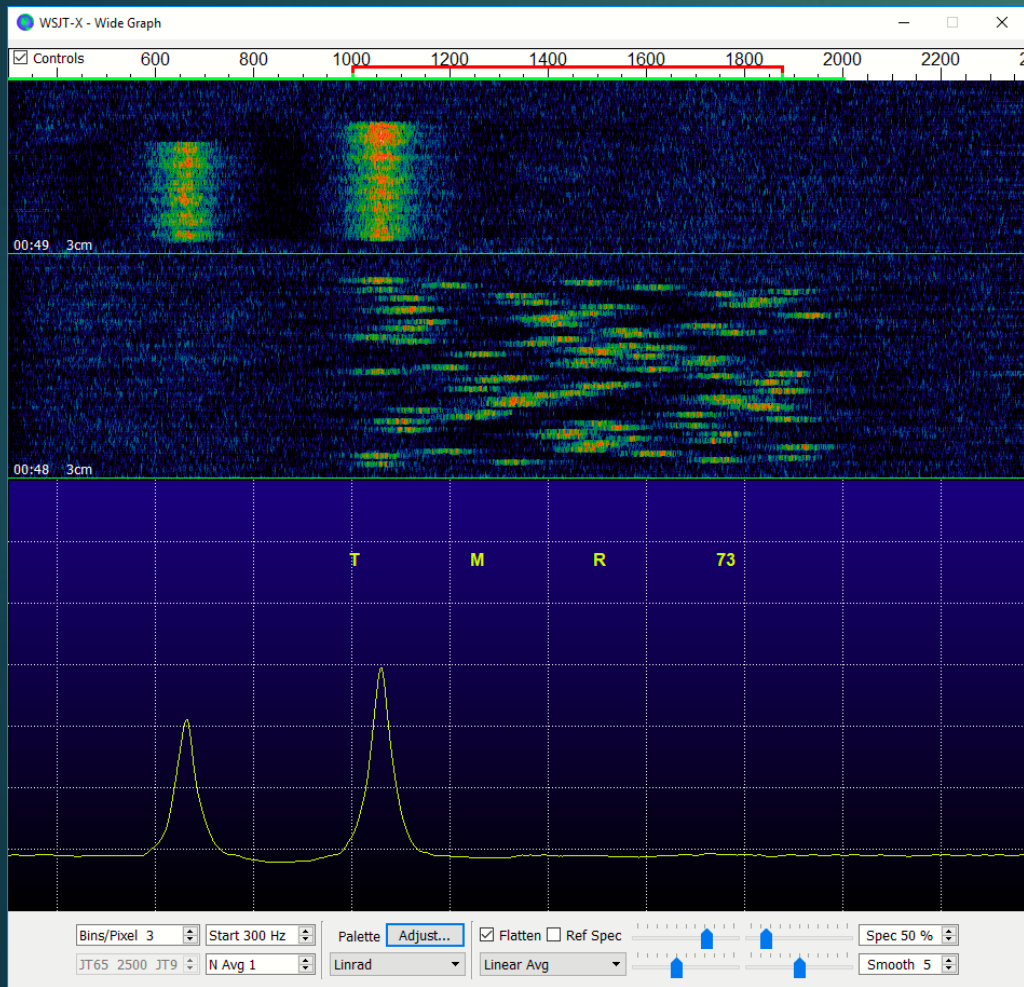 WSJT-X - Wide Graph
Controls 600 800 1000 1200 1400 1600 1800 2000 2200
00:49 3cm
00:48 3cm
T M R 73
Bins/Pixel 3 Start 300 Hz Palette Adjust... Flatten Ref Spec Spec 50 %
JT65 2500 JT9 N Avg 1 Linrad Linear Avg Smooth 5